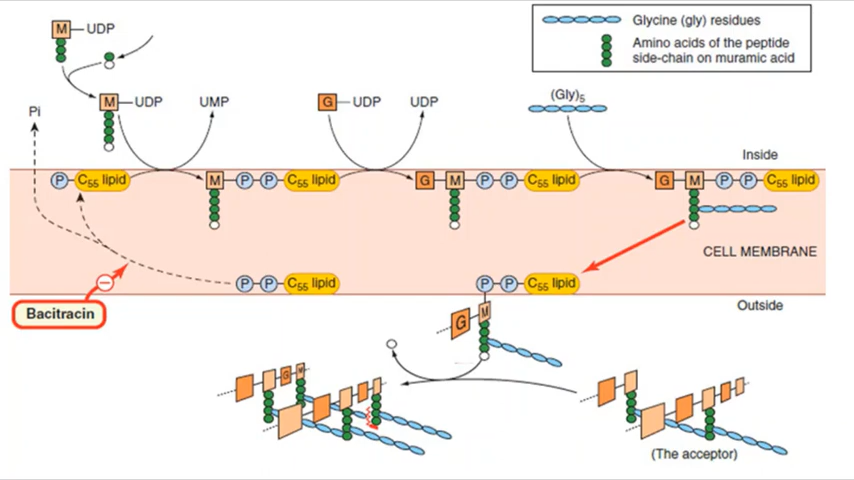 M UDP
Glycine (gly) residues
Amino acids of the peptide
side-chain on muramic acid
Pi
M UDP
UMP
G UDP
UDP
(Gly)5
Inside
P C55 lipid
M P P C55 lipid
G M P P C55 lipid
G M P P C55 lipid
CELL MEMBRANE
P P C55 lipid
P P C55 lipid
Bacitracin
Outside
G M
G M
(The acceptor)